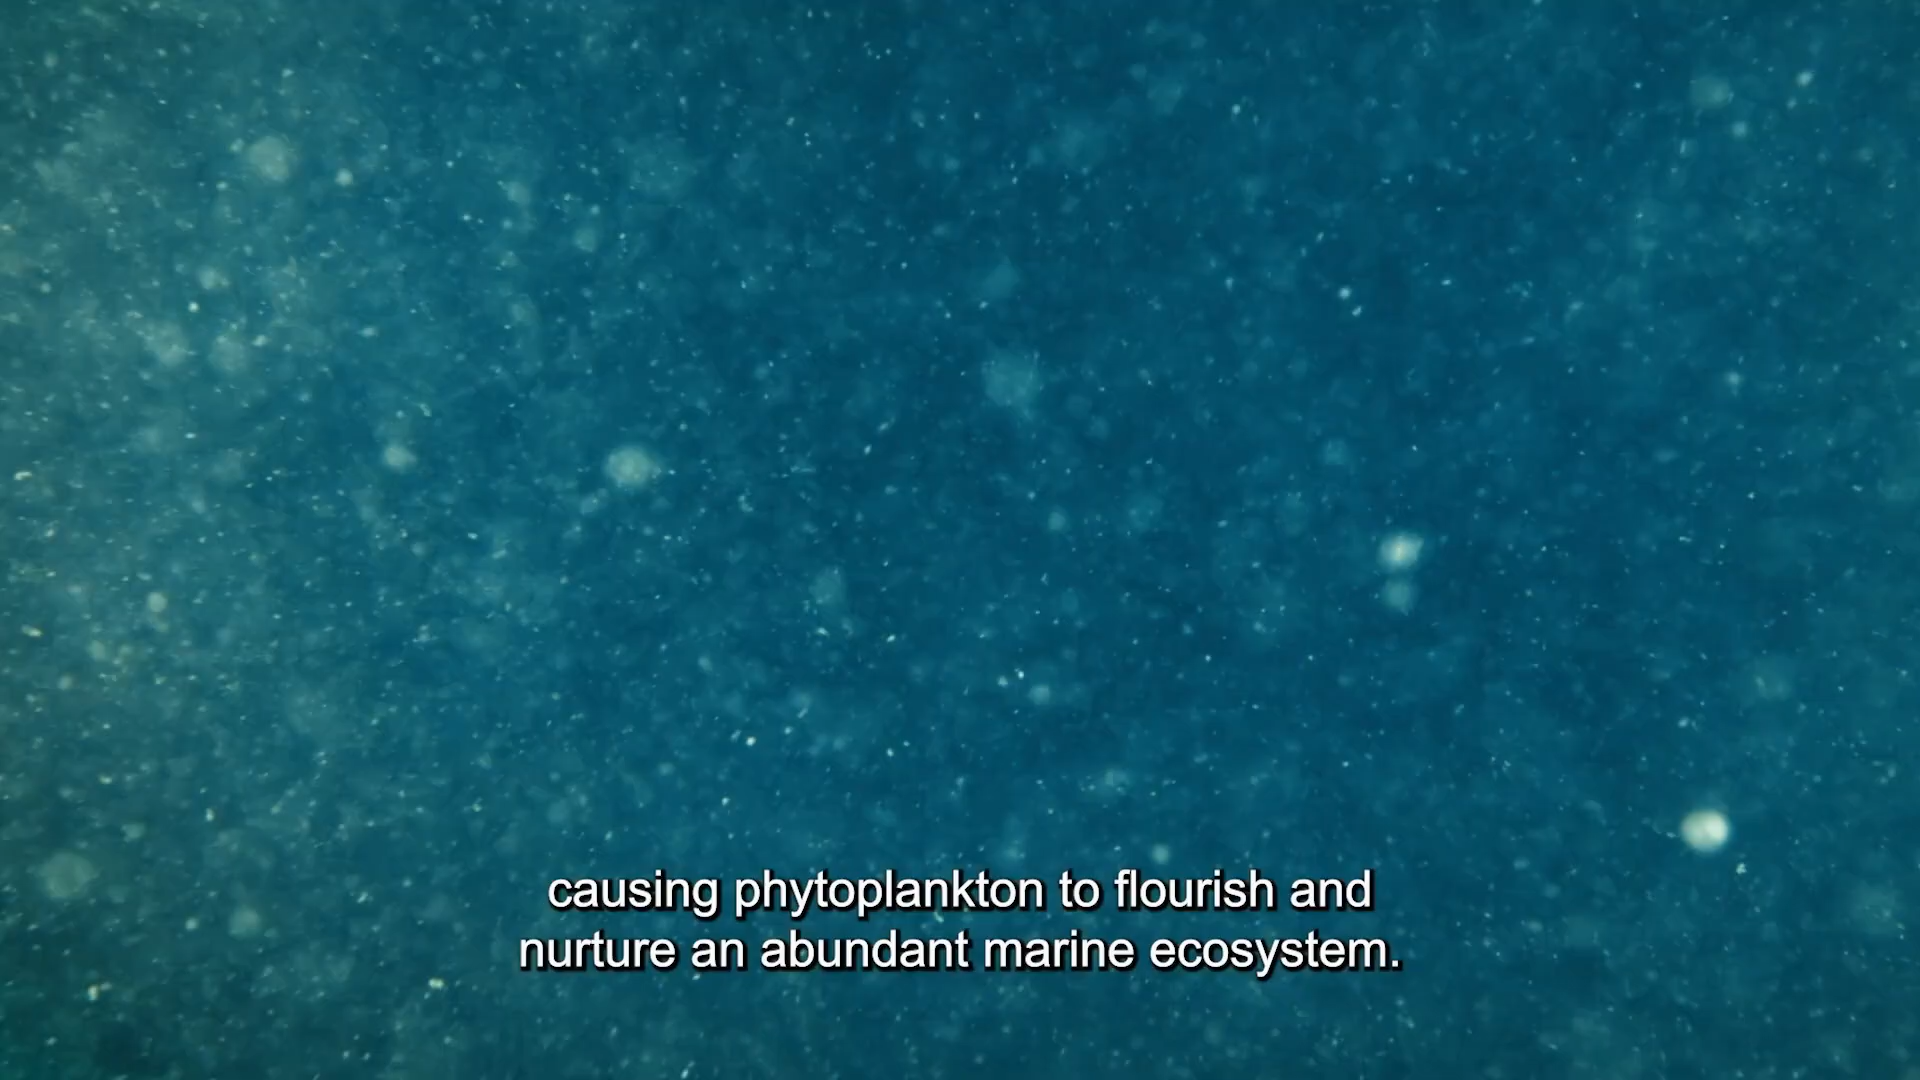 causing phytoplankton to flourish and
nurture an abundant marine ecosystem.